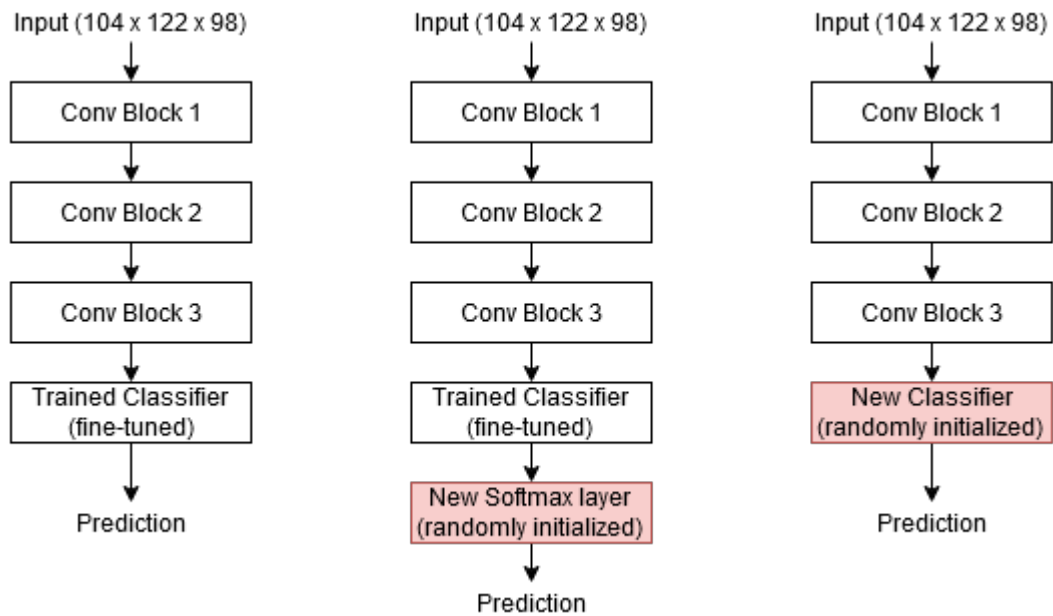 Input (104 x 122 x 98)
Conv Block 1
Conv Block 2
Conv Block 3
Trained Classifier
(fine-tuned)
Prediction
Input (104 x 122 x 98)
Conv Block 1
Conv Block 2
Conv Block 3
Trained Classifier
(fine-tuned)
New Softmax layer
(randomly initialized)
Prediction
Input (104 x 122 x 98)
Conv Block 1
Conv Block 2
Conv Block 3
New Classifier
(randomly initialized)
Prediction